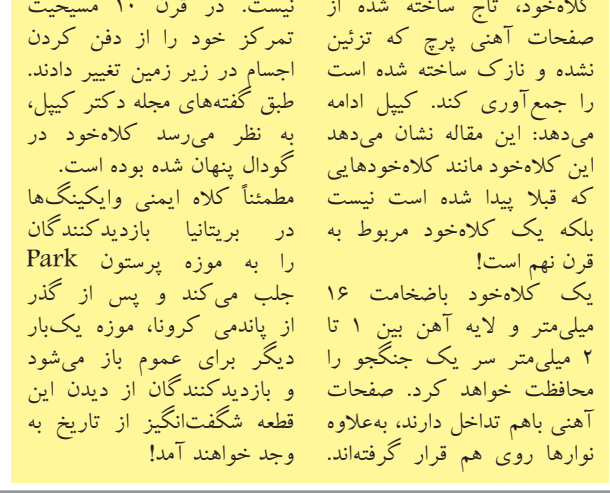 کلاه‌خود، تاج ساخته شده از
صفحات آهنی پرچ که تزئین
نشده و نازک ساخته شده است
را جمع‌آوری کند. کیپل ادامه
می‌دهد: این مقاله نشان می‌دهد
این کلاه‌خود مانند کلاه‌خودهایی
که قبلا پیدا شده است نیست
بلکه یک کلاه‌خود مربوط به
قرن نهم است!
یک کلاه‌خود باضخامت ۱۶
میلی‌متر و لایه آهن بین ۱ تا
۲ میلی‌متر سر یک جنگجو را
محافظت خواهد کرد. صفحات
آهنی باهم تداخل دارند، به‌علاوه
نوارها روی هم قرار گرفته‌اند.
نیست. در قرن ۱۰ مسیحیت
تمرکز خود را از دفن کردن
اجسام در زیر زمین تغییر دادند.
طبق گفته‌های مجله دکتر کیپل،
به نظر می‌رسد کلاه‌خود در
گودال پنهان شده بوده است.
مطمئناً کلاه ایمنی وایکینگ‌ها
در بریتانیا بازدیدکنندگان
را به موزه پرستون Park
جلب می‌کند و پس از گذر
از پاندمی کرونا، موزه یک‌بار
دیگر برای عموم باز می‌شود
و بازدیدکنندگان از دیدن این
قطعه شگفت‌انگیز از تاریخ به
وجد خواهند آمد!